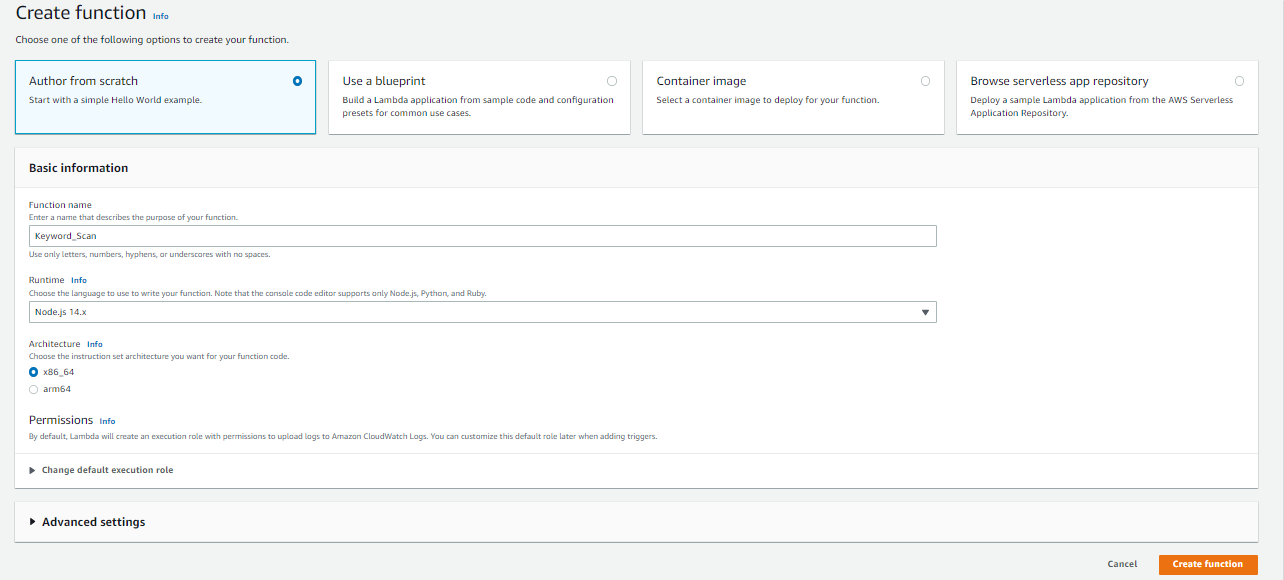 Create function Info
Choose one of the following options to create your function.
Author from scratch
Start with a simple Hello World example.
Use a blueprint
Build a Lambda application from sample code and configuration
presets for common use cases.
Container image
Select a container image to deploy for your function.
Browse serverless app repository
Deploy a sample Lambda application from the AWS Serverless
Application Repository.
Basic information
Function name
Enter a name that describes the purpose of your function.
Keyword_Scan
Use only letters, numbers, hyphens, or underscores with no spaces.
Runtime Info
Choose the language to use to write your function. Note that the console code editor supports only Node.js, Python, and Ruby.
Node.js 14.x
Architecture Info
Choose the instruction set architecture you want for your function code.
x86_64
arm64
Permissions Info
By default, Lambda will create an execution role with permissions to upload logs to Amazon CloudWatch Logs. You can customize this default role later when adding triggers.
Change default execution role
Advanced settings
Cancel
Create function